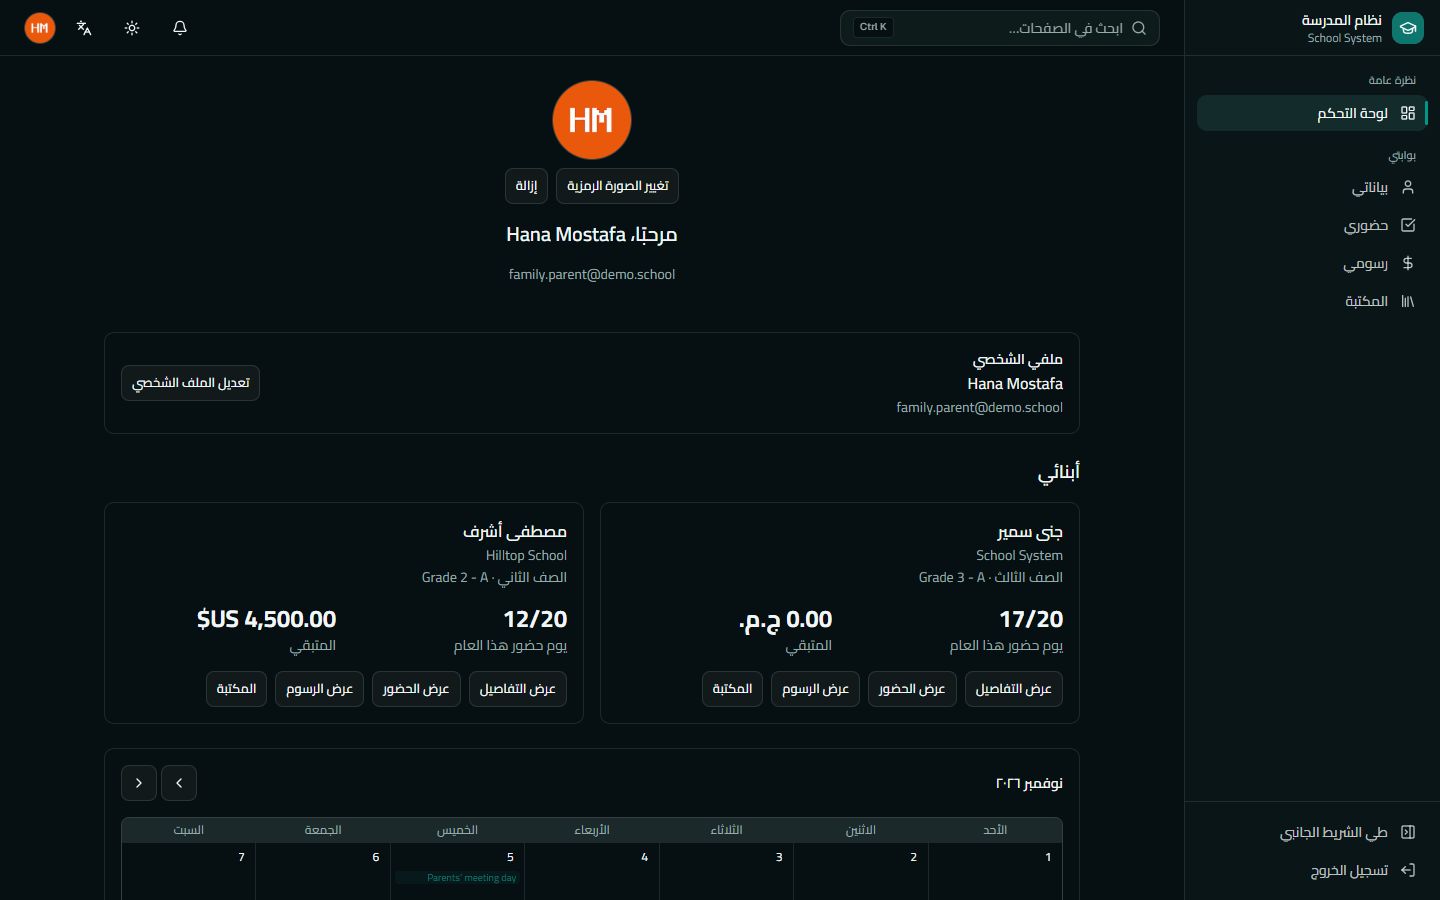 نظام المدرسة
School System
ابحث في الصفحات...
Ctrl K
HM
نظرة عامة
لوحة التحكم
بوابتي
بياناتي
حضوري
رسومي
المكتبة
طي الشريط الجانبي
تسجيل الخروج
HM
تغيير الصورة الرمزية
إزالة
مرحبًا، Hana Mostafa
family.parent@demo.school
ملفي الشخصي
Hana Mostafa
family.parent@demo.school
تعديل الملف الشخصي
أبنائي
جنى سمير
School System
الصف الثالث · Grade 3 - A
17/20
يوم حضور هذا العام
0.00 ج.م.
المتبقي
عرض التفاصيل
عرض الحضور
عرض الرسوم
المكتبة
مصطفى أشرف
Hilltop School
الصف الثاني · Grade 2 - A
12/20
يوم حضور هذا العام
4,500.00 US$
المتبقي
عرض التفاصيل
عرض الحضور
عرض الرسوم
المكتبة
نوفمبر ٢٠٢٦
الأحد الاثنين الثلاثاء الأربعاء الخميس الجمعة السبت
1 2 3 4 5 6 7
Parents' meeting day